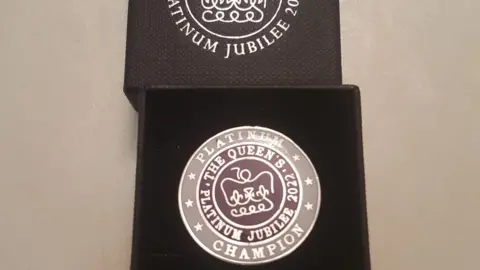 PLATINUM JUBILEE 20
PLATINUM
CHAMPION
THE QUEEN'S
PLATINUM JUBILEE 2022